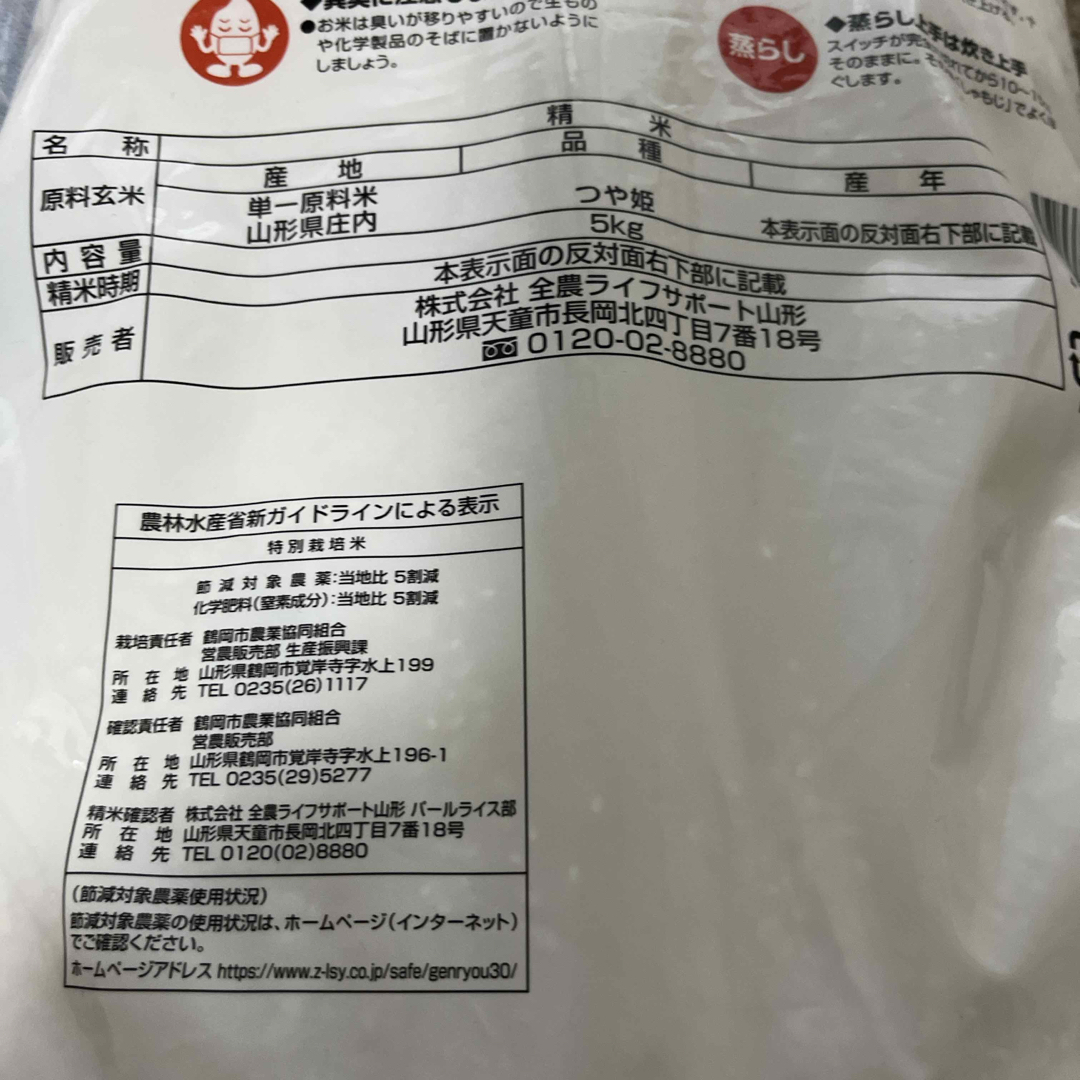 ●お米は臭いが移りやすいので生もの
や化学製品のそばに置かないように
しましょう。
蒸らし
◆蒸らし上手は炊き上手
スイッチが完全
そのままに。
ぐします。
名称 精米
原料玄米 産地 品種 産年
単一原料米
山形県庄内 つや姫 本表示面の反対面右下部に記載
内容量 5kg
精米時期 本表示面の反対面右下部に記載
販売者 株式会社 全農ライフサポート山形
山形県天童市長岡北四丁目7番18号
0120-02-8880
農林水産省新ガイドラインによる表示
特別栽培米
節減対象農薬:当地比 5割減
化学肥料(窒素成分):当地比 5割減
栽培責任者 鶴岡市農業協同組合
営農販売部 生産振興課
所在地 山形県鶴岡市覚岸寺字水上199
連絡先 TEL 0235(26)1117
確認責任者 鶴岡市農業協同組合
営農販売部
所在地 山形県鶴岡市覚岸寺字水上196-1
連絡先 TEL 0235(29)5277
精米確認者 株式会社 全農ライフサポート山形 パールライス部
所在地 山形県天童市長岡北四丁目7番18号
連絡先 TEL 0120(02)8880
(節減対象農薬使用状況)
節減対象農薬の使用状況は、ホームページ(インターネット)
でご確認ください。
ホームページアドレス https://www.z-lsy.co.jp/safe/genryou30/